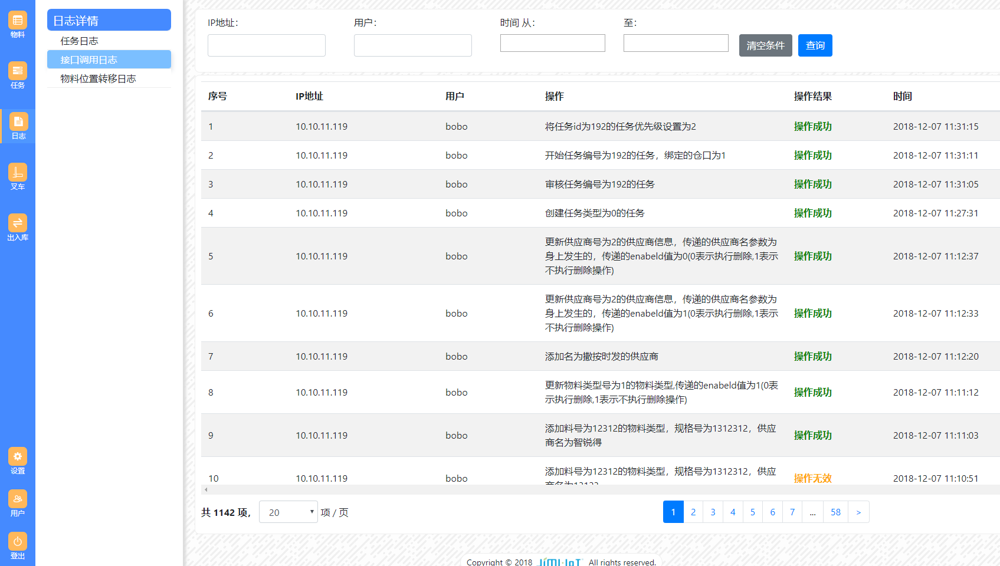 物料
任务
日志
叉车
出入库
设置
用户
登出
日志详情
任务日志
接口调用日志
物料位置转移日志
IP地址：
用户：
时间 从：
至：
清空条件
查询
序号 IP地址 用户 操作 操作结果 时间
1 10.10.11.119 bobo 将任务id为192的任务优先级设置为2 操作成功 2018-12-07 11:31:15
2 10.10.11.119 bobo 开始任务编号为192的任务，绑定的仓口为1 操作成功 2018-12-07 11:31:11
3 10.10.11.119 bobo 审核任务编号为192的任务 操作成功 2018-12-07 11:31:05
4 10.10.11.119 bobo 创建任务类型为0的任务 操作成功 2018-12-07 11:27:31
更新供应商号为2的供应商信息，传递的供应商名参数为
5 10.10.11.119 bobo 身上发生的，传递的enabeld值为0(0表示执行删除,1表示 操作成功 2018-12-07 11:12:37
不执行删除操作)
更新供应商号为2的供应商信息，传递的供应商名参数为
6 10.10.11.119 bobo 身上发生的，传递的enabeld值为1(0表示执行删除,1表示 操作成功 2018-12-07 11:12:33
不执行删除操作)
7 10.10.11.119 bobo 添加名为撒按时发的供应商 操作成功 2018-12-07 11:12:20
8 10.10.11.119 bobo 更新物料类型号为1的物料类型,传递的enabeld值为1(0表 操作成功 2018-12-07 11:11:12
示执行删除,1表示不执行删除操作)
9 10.10.11.119 bobo 添加料号为12312的物料类型，规格号为1312312，供应 操作成功 2018-12-07 11:11:03
商名为智锐得
10 10.10.11.119 bobo 添加料号为12312的物料类型，规格号为1312312，供应 操作无效 2018-12-07 11:10:51
共 1142 项， 20 项 / 页
1 2 3 4 5 6 7 ... 58 >
Copyright © 2018 JiMI·IoT All rights reserved.